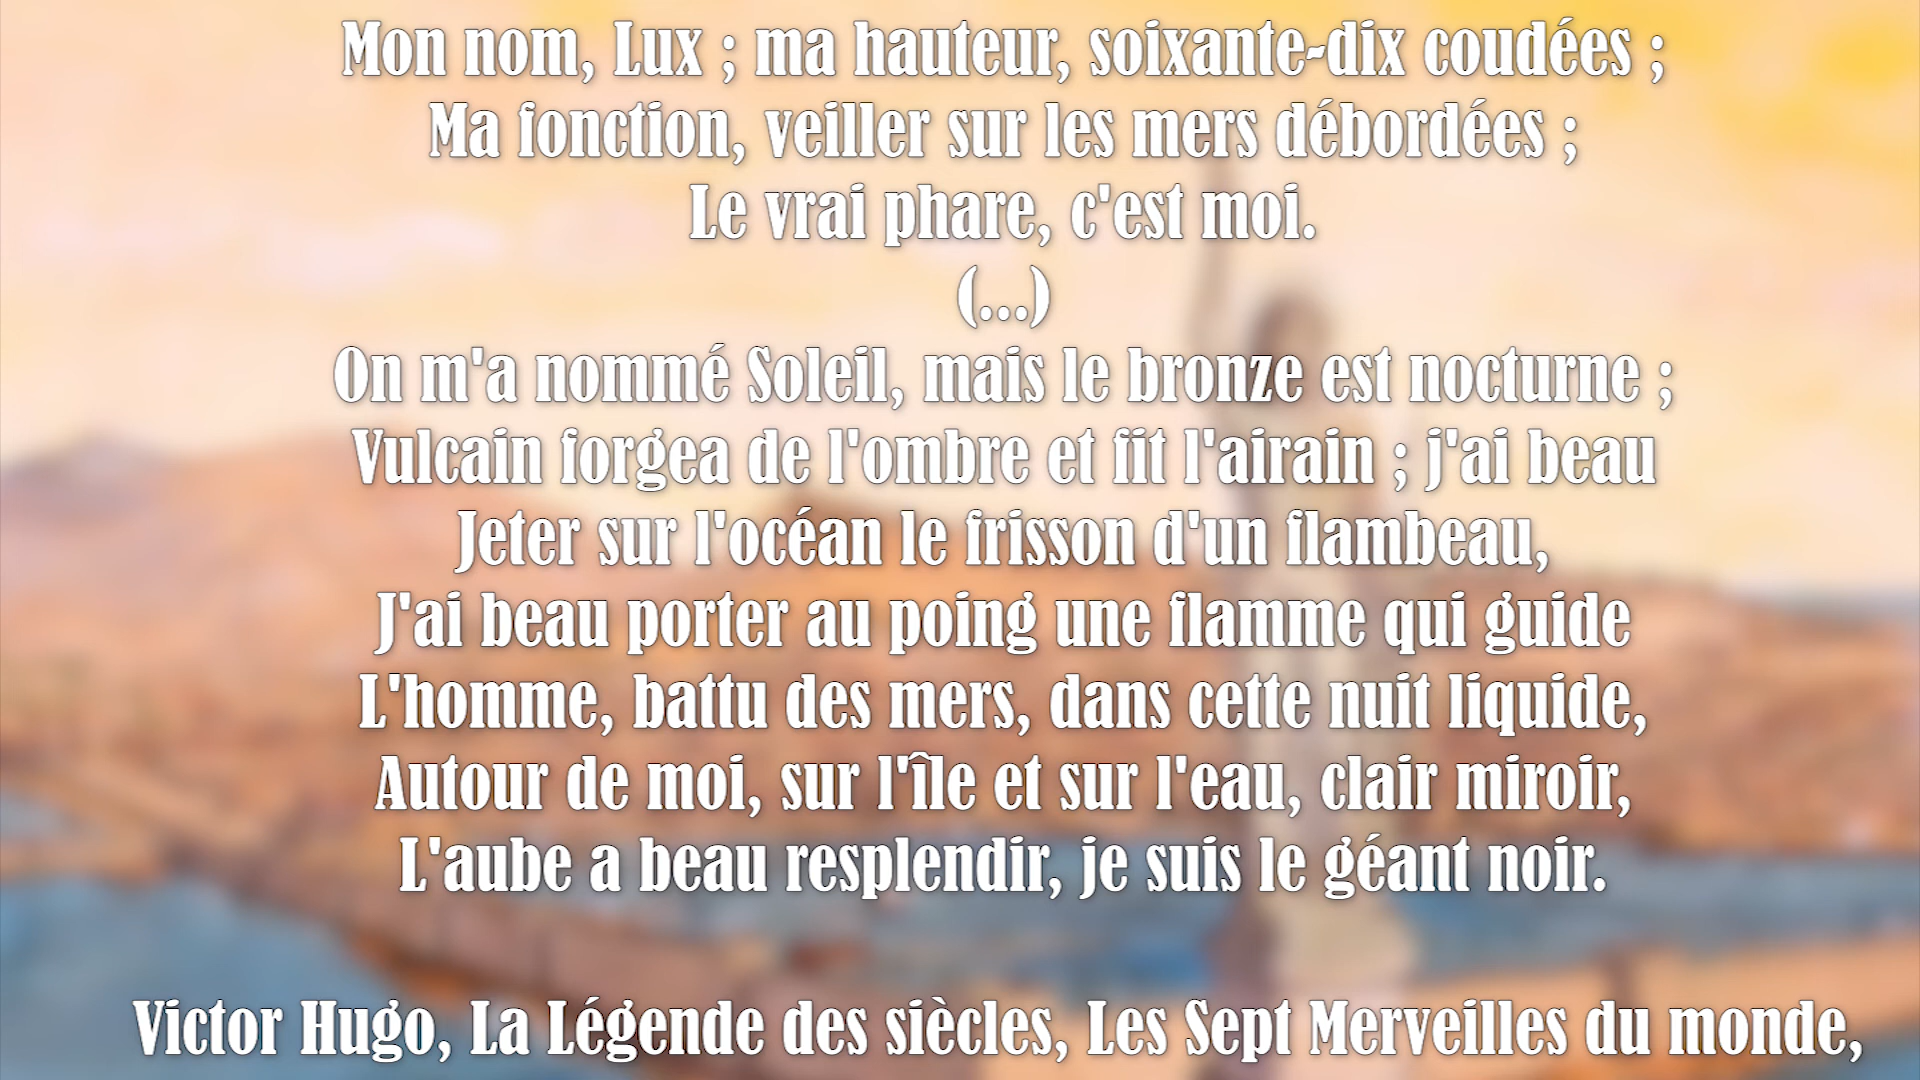 Mon nom, Lux ; ma hauteur, soixante-dix coudées ;
Ma fonction, veiller sur les mers débordées ;
Le vrai phare, c'est moi.
(...)
On m'a nommé Soleil, mais le bronze est nocturne ;
Vulcain forgea de l'ombre et fit l'airain ; j'ai beau
Jeter sur l'océan le frisson d'un flambeau,
J'ai beau porter au poing une flamme qui guide
L'homme, battu des mers, dans cette nuit liquide,
Autour de moi, sur l'île et sur l'eau, clair miroir,
L'aube a beau resplendir, je suis le géant noir.
Victor Hugo, La Légende des siècles, Les Sept Merveilles du monde,